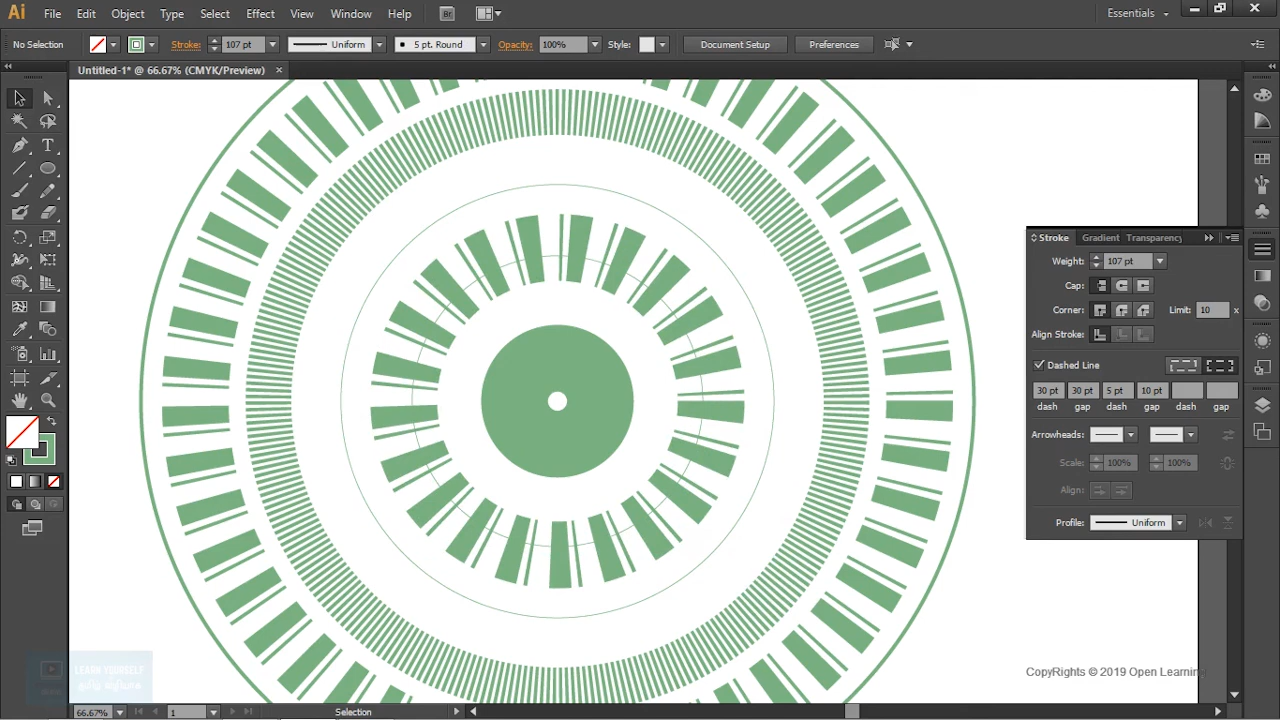 Ai File Edit Object Type Select Effect View Window Help Br Essentials
No Selection Stroke: 107 pt Uniform 5 pt. Round Opacity: 100% Style: Document Setup Preferences
Untitled-1* @ 66.67% (CMYK/Preview) ×
Stroke Gradient Transparency
Weight: 107 pt
Cap:
Corner: Limit: 10 x
Align Stroke:
Dashed Line
30 pt 30 pt 5 pt 10 pt
dash gap dash gap dash gap
Arrowheads:
Scale: 100% 100%
Align:
Profile: Uniform
LEARN YOURSELF
CopyRights © 2019 Open Learning
66.67% 1 Selection